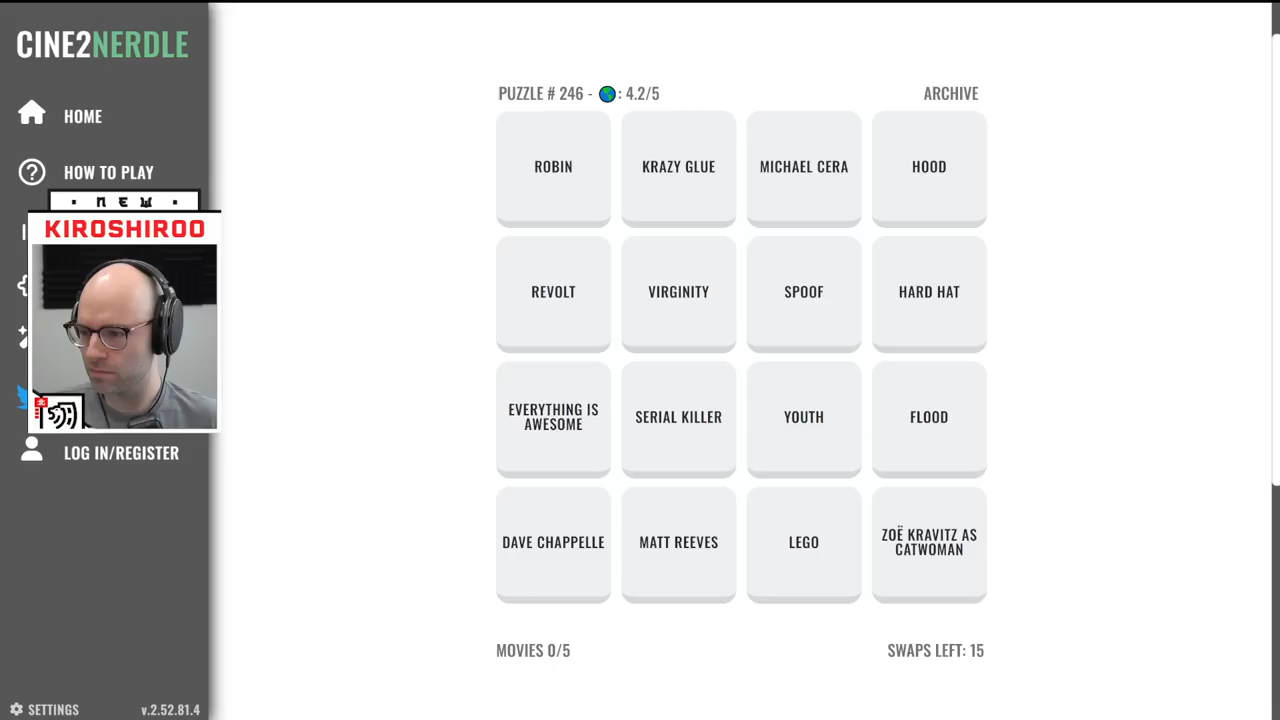 CINE2NERDLE
HOME
HOW TO PLAY
· NEW ·
KIROSHIROO
LOG IN/REGISTER
SETTINGS
v.2.52.81.4
PUZZLE # 246 - 🌎: 4.2/5
ARCHIVE
ROBIN
KRAZY GLUE
MICHAEL CERA
HOOD
REVOLT
VIRGINITY
SPOOF
HARD HAT
EVERYTHING IS
AWESOME
SERIAL KILLER
YOUTH
FLOOD
DAVE CHAPPELLE
MATT REEVES
LEGO
ZOË KRAVITZ AS
CATWOMAN
MOVIES 0/5
SWAPS LEFT: 15